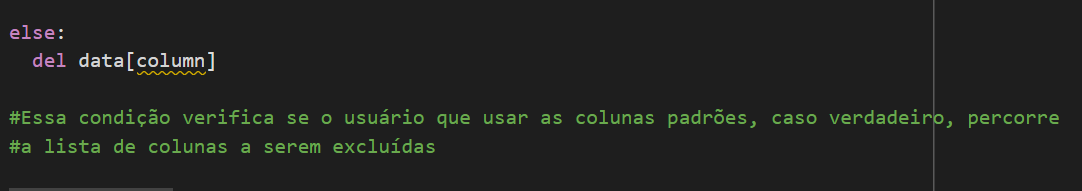 else:
del data[column]
#Essa condição verifica se o usuário que usar as colunas padrões, caso verdadeiro, percorre
#a lista de colunas a serem excluídas